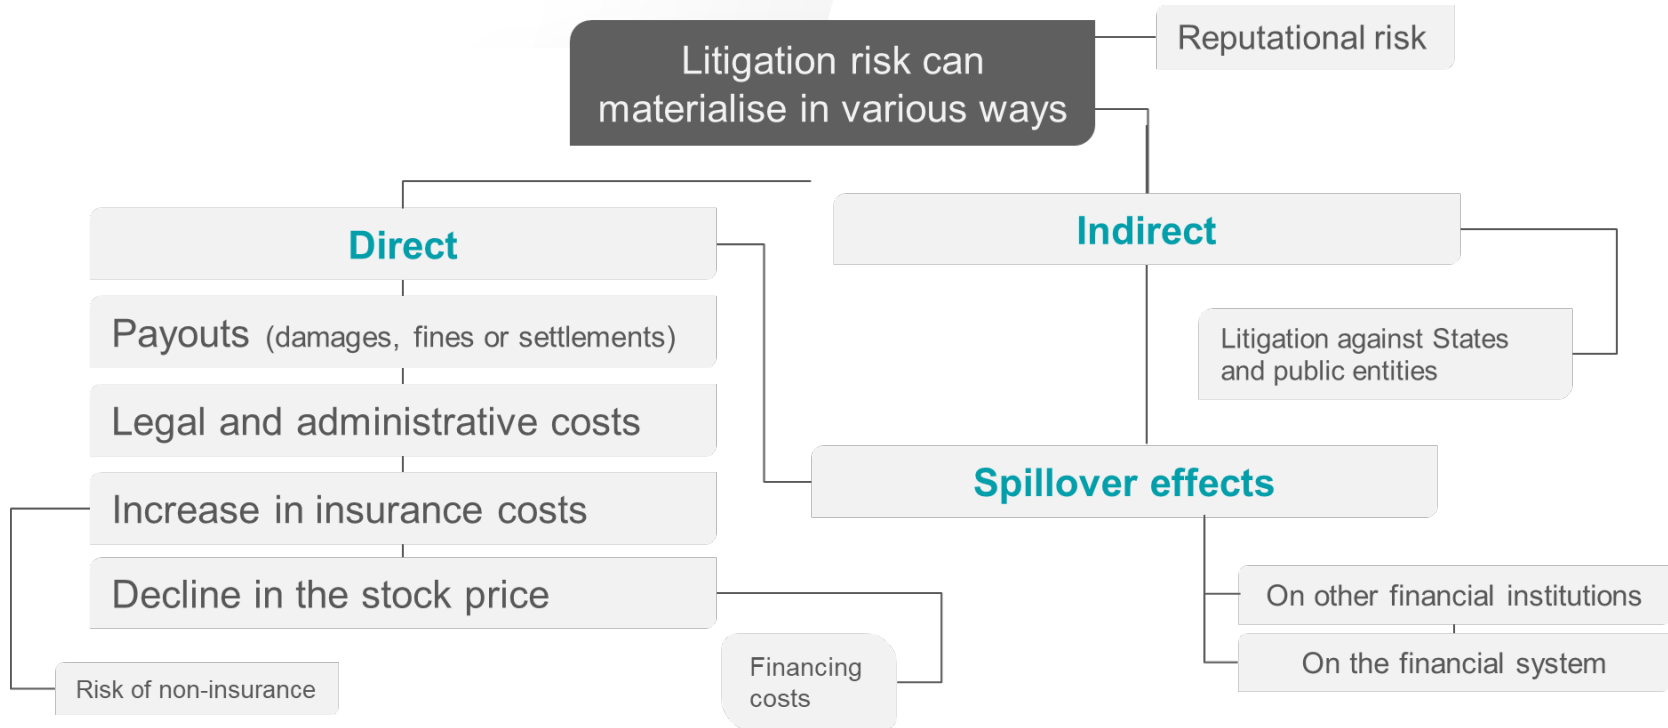 Litigation risk can
materialise in various ways
Reputational risk
Direct
Indirect
Payouts (damages, fines or settlements)
Litigation against States
and public entities
Legal and administrative costs
Spillover effects
Increase in insurance costs
Decline in the stock price
On other financial institutions
On the financial system
Financing
costs
Risk of non-insurance